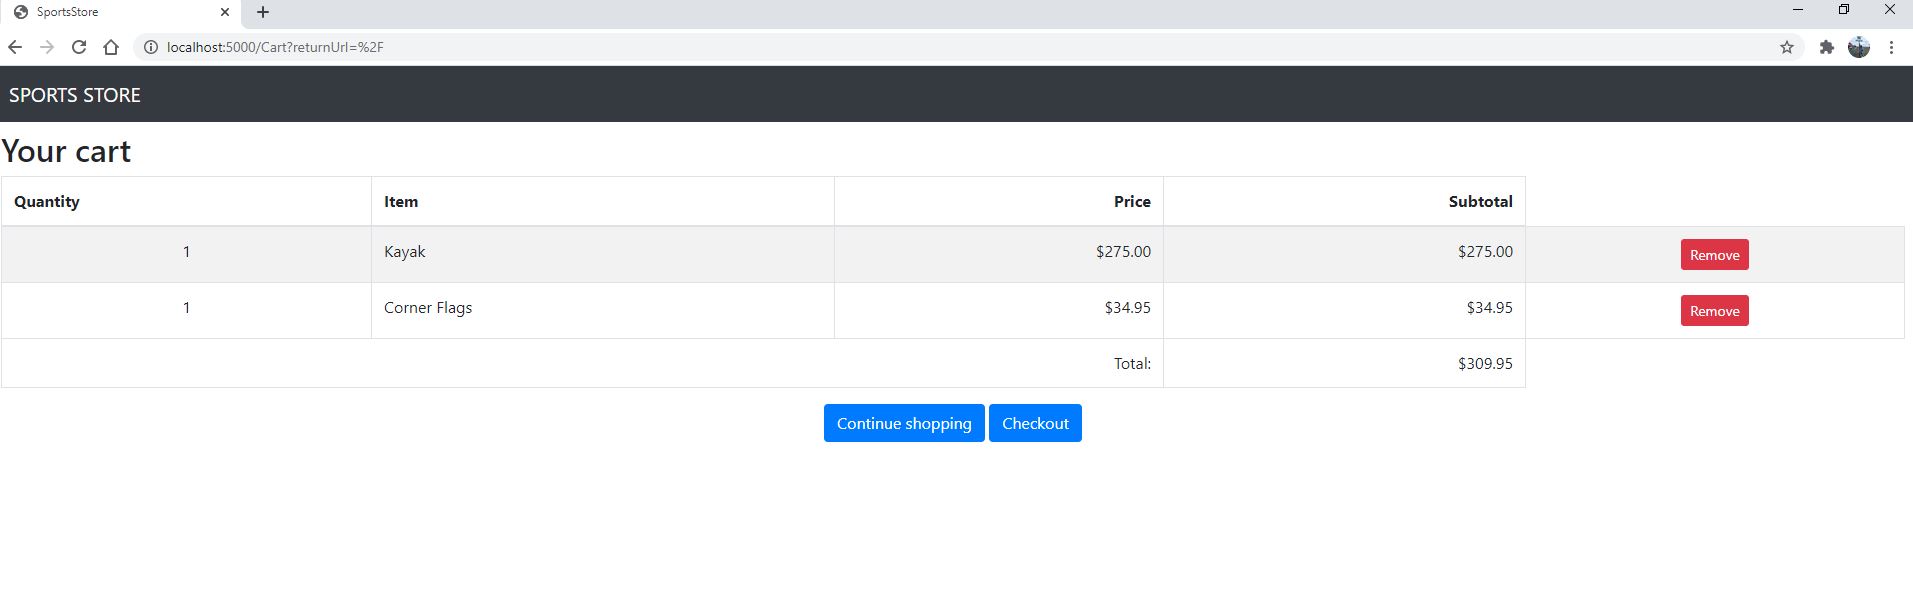 SportsStore
localhost:5000/Cart?returnUrl=%2F
SPORTS STORE
Your cart
Quantity Item Price Subtotal
1 Kayak $275.00 $275.00 Remove
1 Corner Flags $34.95 $34.95 Remove
Total: $309.95
Continue shopping Checkout